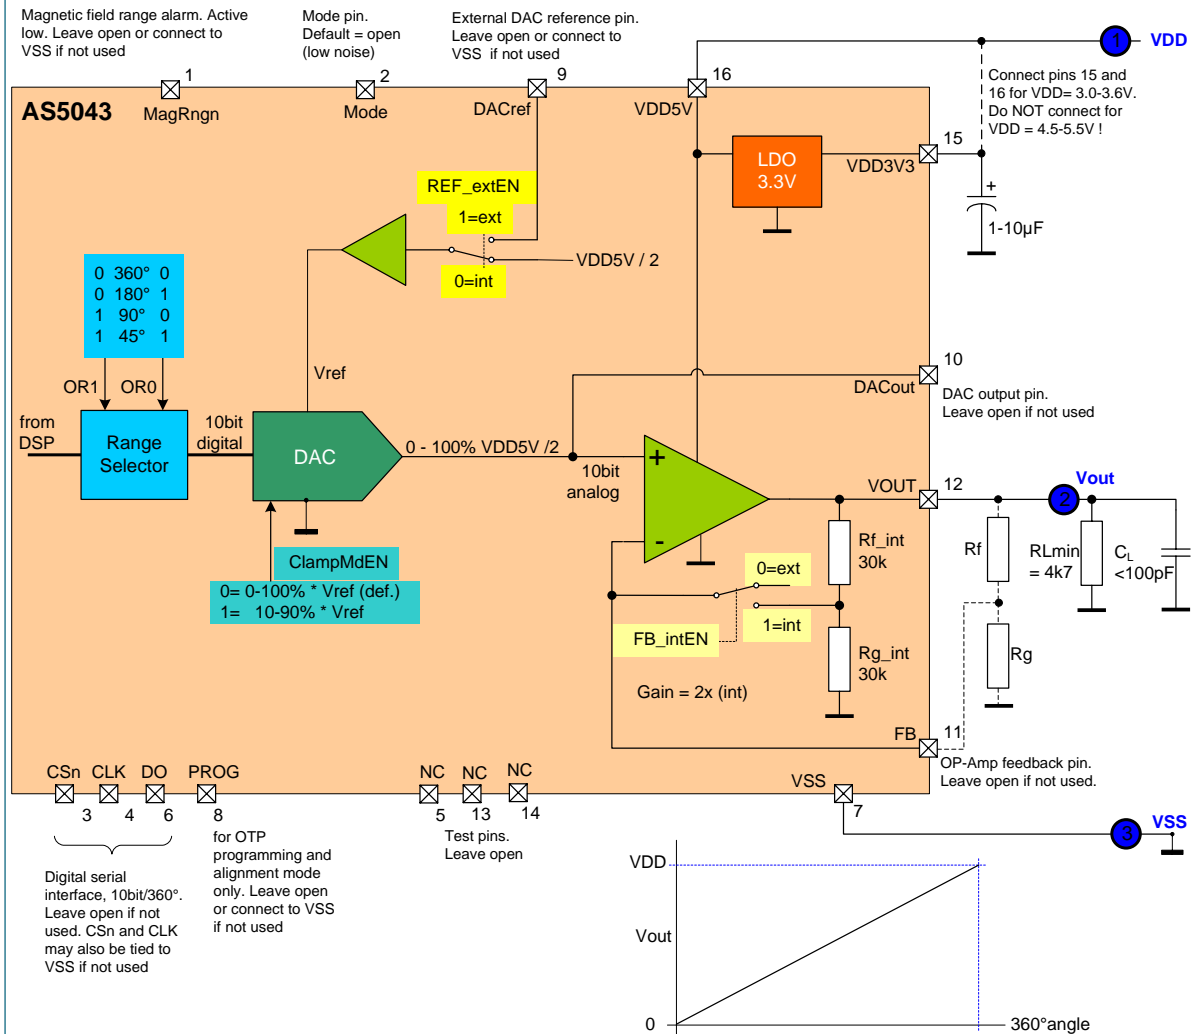 Magnetic field range alarm. Active
low. Leave open or connect to
VSS if not used
Mode pin.
Default = open
(low noise)
External DAC reference pin.
Leave open or connect to
VSS if not used
1
VDD
1
2
9
16
AS5043
MagRngn
Mode
DACref
VDD5V
Connect pins 15 and
16 for VDD= 3.0-3.6V.
Do NOT connect for
VDD = 4.5-5.5V !
15
LDO
3.3V
VDD3V3
+
1-10µF
REF_extEN
1=ext
VDD5V / 2
0=int
0 360° 0
0 180° 1
1 90° 0
1 45° 1
Vref
OR1
OR0
10
DACout
DAC output pin.
Leave open if not used
from
DSP
Range
Selector
10bit
digital
DAC
0 - 100% VDD5V /2
10bit
analog
+
-
VOUT
12
Vout
2
Rf_int
30k
Rf
RLmin
= 4k7
CL
<100pF
ClampMdEN
0= 0-100% * Vref (def.)
1= 10-90% * Vref
0=ext
1=int
FB_intEN
Rg_int
30k
Rg
Gain = 2x (int)
FB
11
OP-Amp feedback pin.
Leave open if not used.
CSn
CLK
DO
PROG
NC
NC
NC
VSS
3
4
6
8
5
13
14
7
Test pins.
Leave open
3
VSS
for OTP
programming and
alignment mode
only. Leave open
or connect to VSS
if not used
Digital serial
interface, 10bit/360°.
Leave open if not
used. CSn and CLK
may also be tied to
VSS if not used
VDD
Vout
0
360°angle